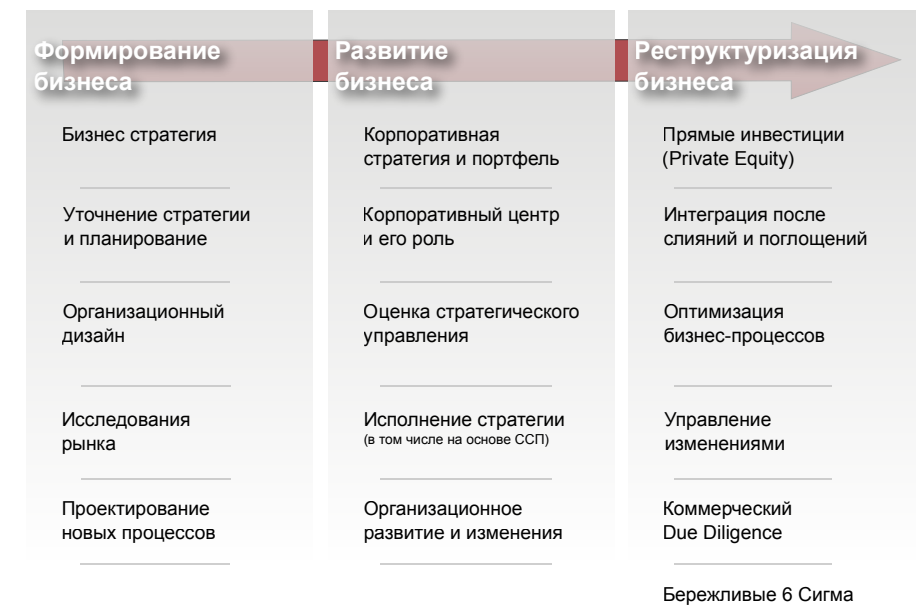 Формирование
бизнеса
Бизнес стратегия
Уточнение стратегии
и планирование
Организационный
дизайн
Исследования
рынка
Проектирование
новых процессов
Развитие
бизнеса
Корпоративная
стратегия и портфель
Корпоративный центр
и его роль
Оценка стратегического
управления
Исполнение стратегии
(в том числе на основе ССП)
Организационное
развитие и изменения
Реструктуризация
бизнеса
Прямые инвестиции
(Private Equity)
Интеграция после
слияний и поглощений
Оптимизация
бизнес-процессов
Управление
изменениями
Коммерческий
Due Diligence
Бережливые 6 Сигма